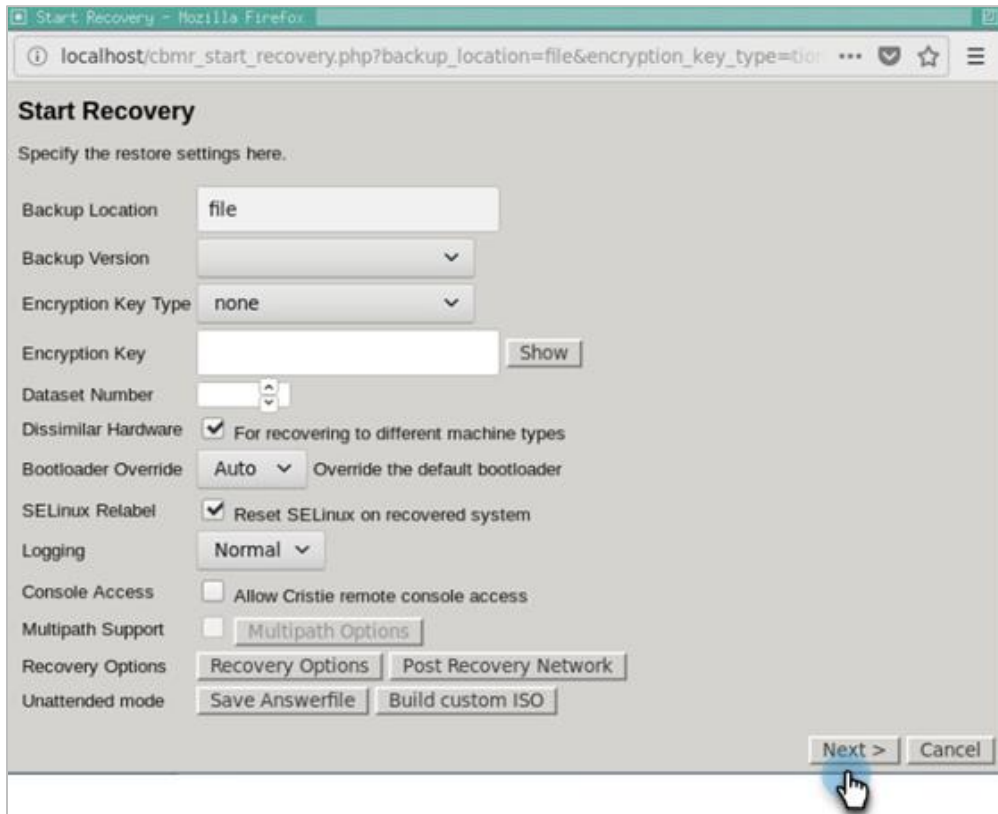 Start Recovery - Mozilla Firefox
localhost/cbmr_start_recovery.php?backup_location=file&encryption_key_type=tion
Start Recovery
Specify the restore settings here.
Backup Location file
Backup Version
Encryption Key Type none
Encryption Key Show
Dataset Number
Dissimilar Hardware For recovering to different machine types
Bootloader Override Auto Override the default bootloader
SELinux Relabel Reset SELinux on recovered system
Logging Normal
Console Access Allow Cristie remote console access
Multipath Support Multipath Options
Recovery Options Recovery Options Post Recovery Network
Unattended mode Save Answerfile Build custom ISO
Next > Cancel